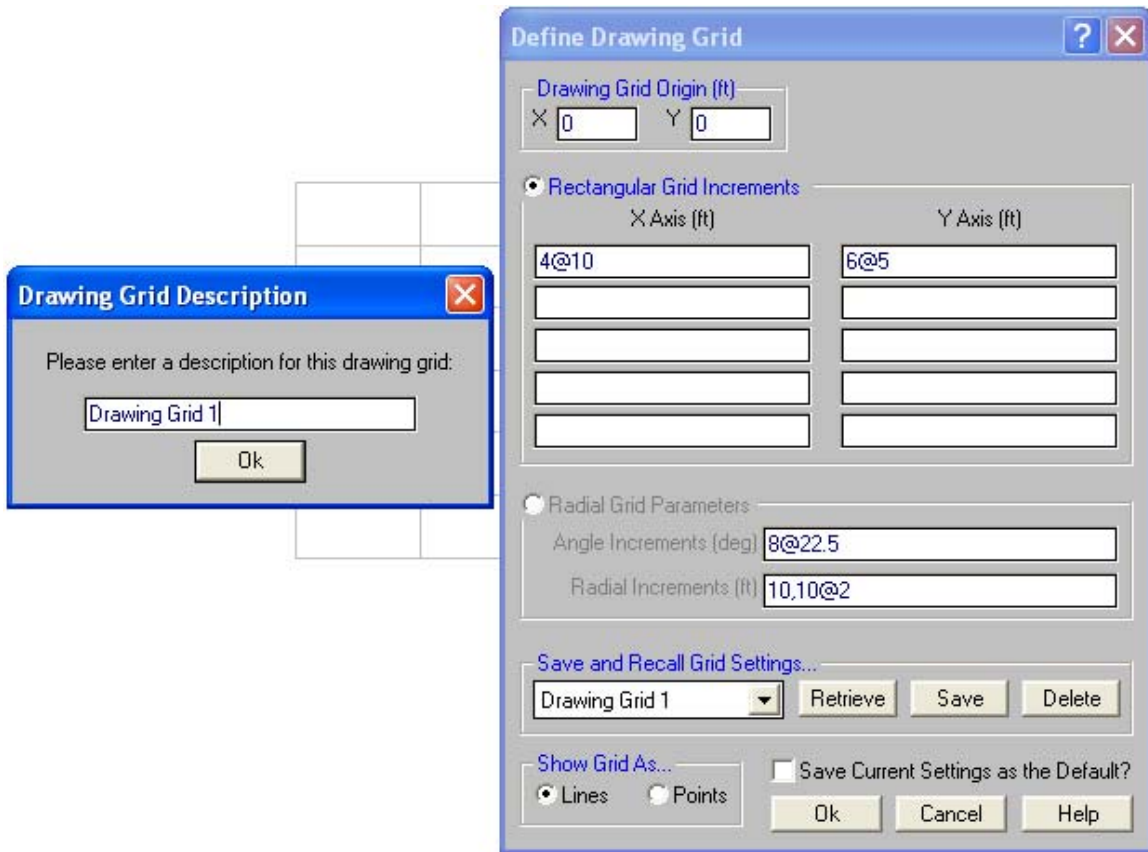 Define Drawing Grid
Drawing Grid Origin (ft)
X 0 Y 0
Rectangular Grid Increments
X Axis (ft) Y Axis (ft)
4@10 6@5
Drawing Grid Description
Please enter a description for this drawing grid:
Drawing Grid 1
Ok
Radial Grid Parameters
Angle Increments (deg) 8@22.5
Radial Increments (ft) 10,10@2
Save and Recall Grid Settings...
Drawing Grid 1 Retrieve Save Delete
Show Grid As...
Lines Points
Save Current Settings as the Default?
Ok Cancel Help